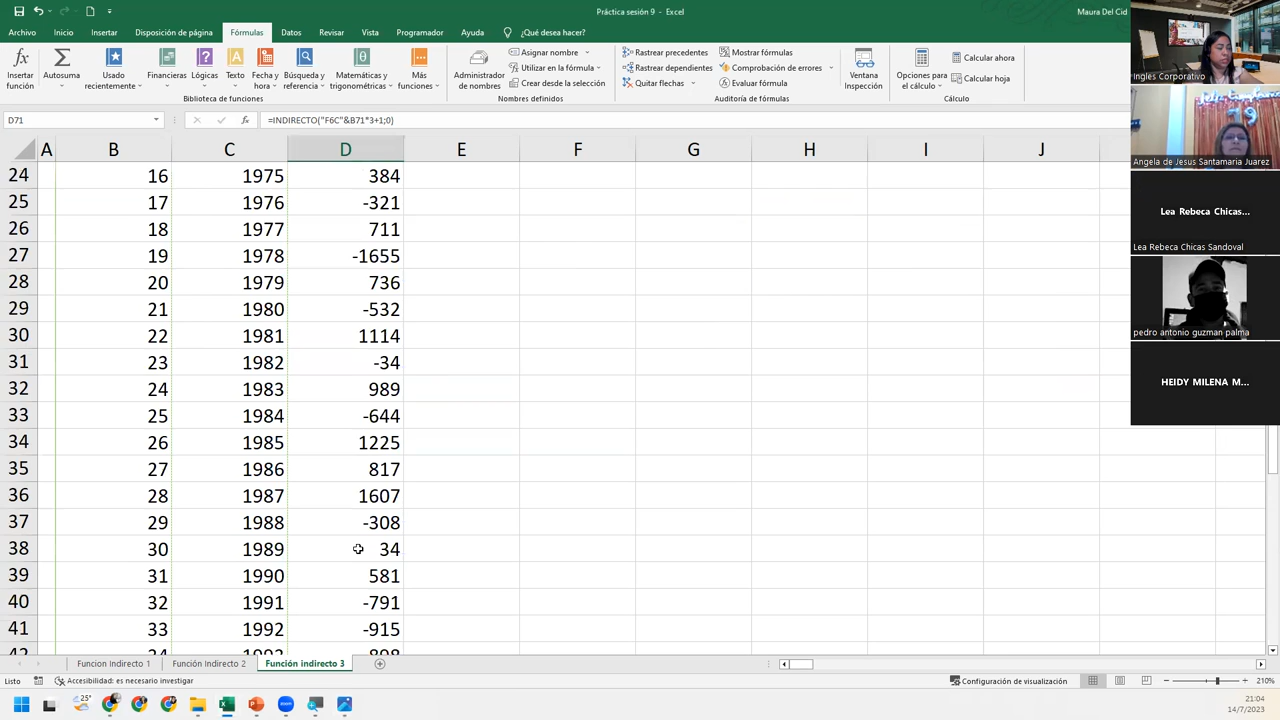 Práctica sesión 9 - Excel
Maura Del Cid
Archivo Inicio Insertar Disposición de página Fórmulas Datos Revisar Vista Programador Ayuda ¿Qué desea hacer?
Insertar función
Autosuma
Usado recientemente
Financieras
Lógicas
Texto
Fecha y hora
Búsqueda y referencia
Matemáticas y trigonométricas
Más funciones
Biblioteca de funciones
Administrador de nombres
Asignar nombre
Utilizar en la fórmula
Crear desde la selección
Nombres definidos
Rastrear precedentes
Rastrear dependientes
Quitar flechas
Mostrar fórmulas
Comprobación de errores
Evaluar fórmula
Auditoría de fórmulas
Ventana Inspección
Opciones para el cálculo
Calcular ahora
Calcular hoja
Cálculo
D71
fx
=INDIRECTO("F6C"&B71*3+1;0)
A B C D E F G H I J
24 16 1975 384
25 17 1976 -321
26 18 1977 711
27 19 1978 -1655
28 20 1979 736
29 21 1980 -532
30 22 1981 1114
31 23 1982 -34
32 24 1983 989
33 25 1984 -644
34 26 1985 1225
35 27 1986 817
36 28 1987 1607
37 29 1988 -308
38 30 1989 34
39 31 1990 581
40 32 1991 -791
41 33 1992 -915
Funcion Indirecto 1 Función Indirecto 2 Función indirecto 3
Listo
Accesibilidad: es necesario investigar
Configuración de visualización
210%
25°
21:04
14/7/2023
Ingles Corporativo
Angela de Jesus Santamaria Juarez
Lea Rebeca Chicas...
Lea Rebeca Chicas Sandoval
pedro antonio guzman palma
HEIDY MILENA M...